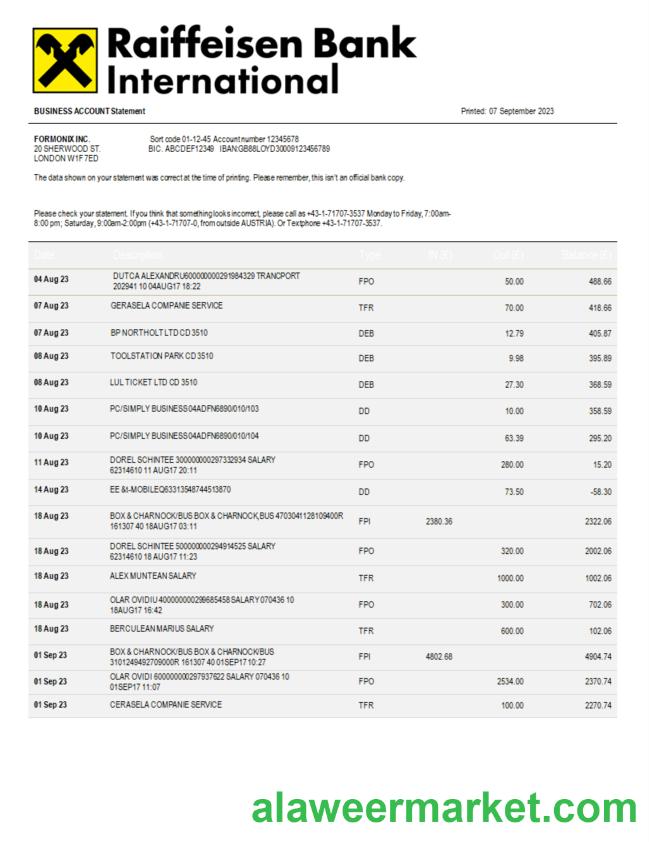 Raiffeisen Bank
International
BUSINESS ACCOUNT Statement Printed: 07 September 2023
FORMONIX INC. Sort code 01-12-45 Account number 12345678
20 SHERWOOD ST. BIC: ABCDEF12349 IBAN:GB88LOYD30009123456789
LONDON W1F7ED
The data shown on your statement was correct at the time of printing. Please remember, this isn't an official bank copy.
Please check your statement. If you think that something looks incorrect, please call as +43-1-71707-3537 Monday to Friday, 7:00am-
8:00 pm; Saturday, 9:00am-2:00pm (+43-1-71707-0, from outside AUSTRIA). Or Textphone +43-1-71707-3537.
Date Description Type IN (£) Out (£) Balance (£)
04 Aug 23 DUTCA ALEXANDRU600000000291984329 TRANCPORT FPO 50.00 488.66
202941 10 04AUG17 18:22
07 Aug 23 GERASELA COMPANIE SERVICE TFR 70.00 418.66
07 Aug 23 BP NORTHOLT LTD CD 3510 DEB 12.79 405.87
08 Aug 23 TOOLSTATION PARK CD 3510 DEB 9.98 395.89
08 Aug 23 LUL TICKET LTD CD 3510 DEB 27.30 368.59
10 Aug 23 PC/SIMPLY BUSINESS04ADFN6890/010/103 DD 10.00 358.59
10 Aug 23 PC/SIMPLY BUSINESS04ADFN6890/010/104 DD 63.39 295.20
11 Aug 23 DOREL SCHINTEE 300000000297332934 SALARY FPO 280.00 15.20
62314610 11 AUG17 20:11
14 Aug 23 EE &t-MOBILEQ63313548744513870 DD 73.50 -58.30
18 Aug 23 BOX & CHARNOCK/BUS BOX & CHARNOCK,BUS 4703041128109400R FPI 2380.36 2322.06
161307 40 18AUG17 03:11
18 Aug 23 DOREL SCHINTEE 500000000294914525 SALARY FPO 320.00 2002.06
62314610 18 AUG17 11:23
18 Aug 23 ALEX MUNTEAN SALARY TFR 1000.00 1002.06
18 Aug 23 OLAR OVIDIU 400000000299685458 SALARY 070436 10 FPO 300.00 702.06
18AUG17 16:42
18 Aug 23 BERCULEAN MARIUS SALARY TFR 600.00 102.06
01 Sep 23 BOX & CHARNOCK/BUS BOX & CHARNOCK/BUS FPI 4802.68 4904.74
3101249492709000R 161307 40 01SEP17 10:27
01 Sep 23 OLAR OVIDI 600000000297937622 SALARY 070436 10 FPO 2534.00 2370.74
01SEP17 11:07
01 Sep 23 CERASELA COMPANIE SERVICE TFR 100.00 2270.74
alaweermarket.com